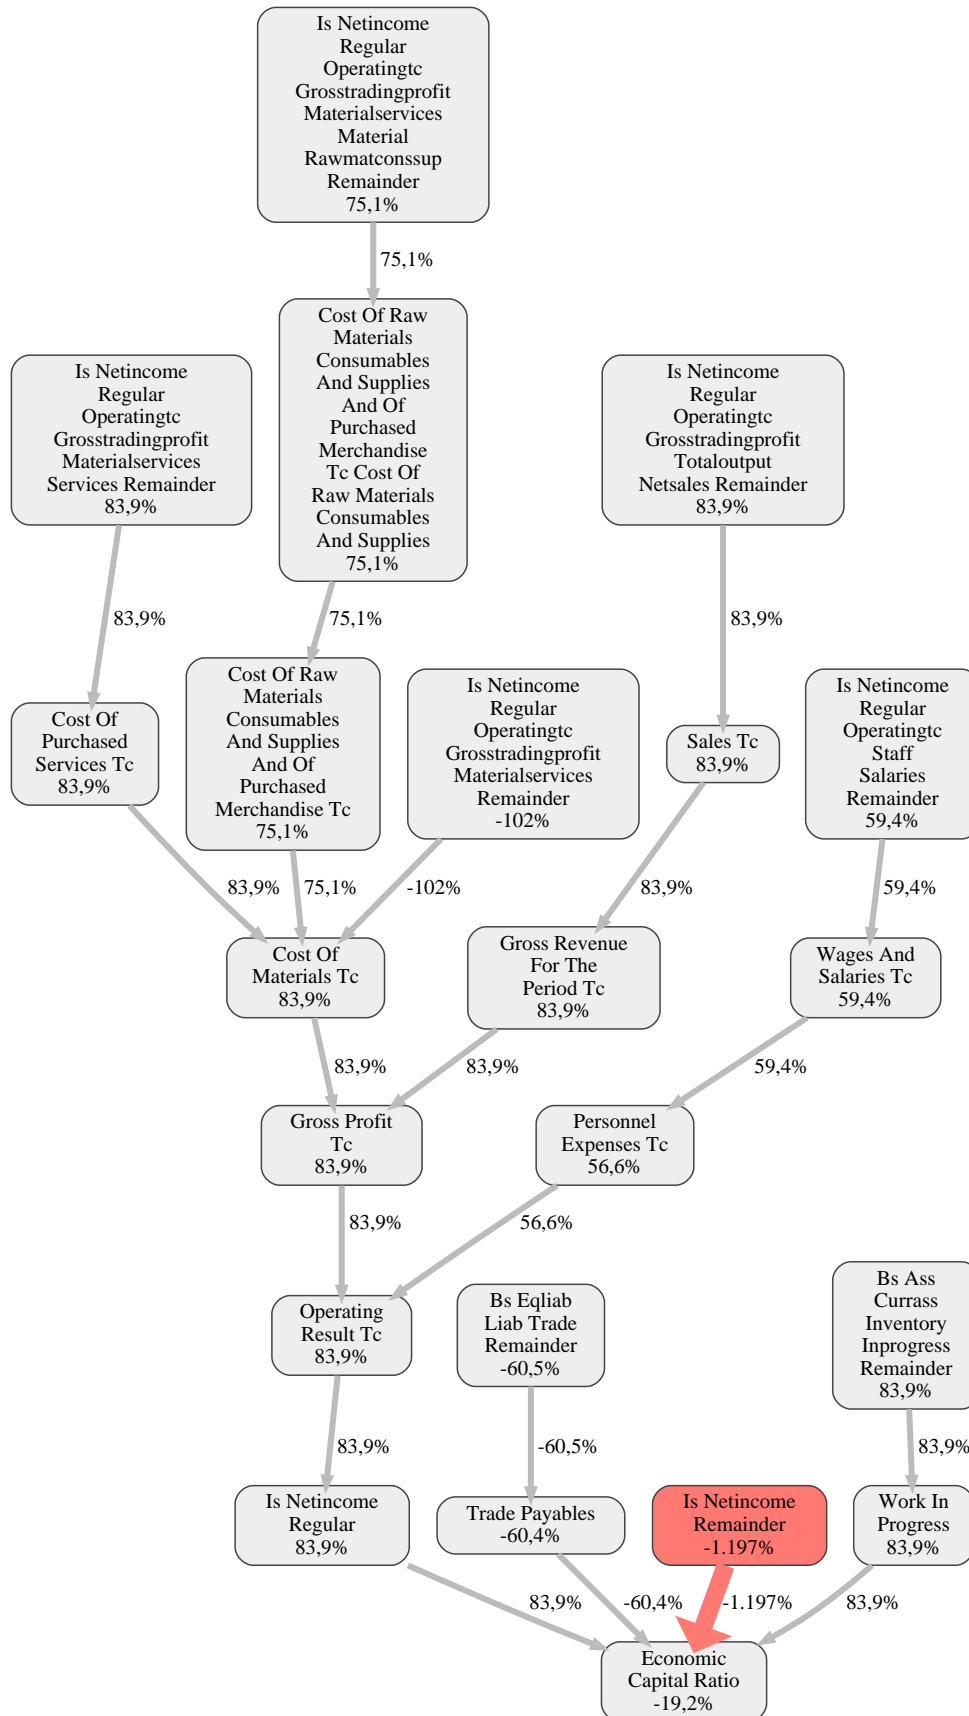 Is Netincome
Regular
Operatingtc
Grosstradingprofit
Materialservices
Material
Rawmatconssup
Remainder
75,1%
75,1%
Cost Of Raw
Materials
Consumables
And Supplies
And Of
Purchased
Merchandise
Tc Cost Of
Raw Materials
Consumables
And Supplies
75,1%
Is Netincome
Regular
Operatingtc
Grosstradingprofit
Materialservices
Services Remainder
83,9%
Is Netincome
Regular
Operatingtc
Grosstradingprofit
Totaloutput
Netsales Remainder
83,9%
83,9%
75,1%
83,9%
Cost Of
Purchased
Services Tc
83,9%
Cost Of Raw
Materials
Consumables
And Supplies
And Of
Purchased
Merchandise Tc
75,1%
Is Netincome
Regular
Operatingtc
Grosstradingprofit
Materialservices
Remainder
-102%
Sales Tc
83,9%
Is Netincome
Regular
Operatingtc
Staff
Salaries
Remainder
59,4%
83,9%
75,1%
-102%
83,9%
59,4%
Cost Of
Materials Tc
83,9%
Gross Revenue
For The
Period Tc
83,9%
Wages And
Salaries Tc
59,4%
83,9%
83,9%
59,4%
Gross Profit
Tc
83,9%
Personnel
Expenses Tc
56,6%
83,9%
56,6%
Operating
Result Tc
83,9%
Bs Eqliab
Liab Trade
Remainder
-60,5%
Bs Ass
Currass
Inventory
Inprogress
Remainder
83,9%
83,9%
-60,5%
83,9%
Is Netincome
Regular
83,9%
Trade Payables
-60,4%
Is Netincome
Remainder
-1.197%
Work In
Progress
83,9%
83,9%
-60,4%
-1.197%
83,9%
Economic
Capital Ratio
-19,2%